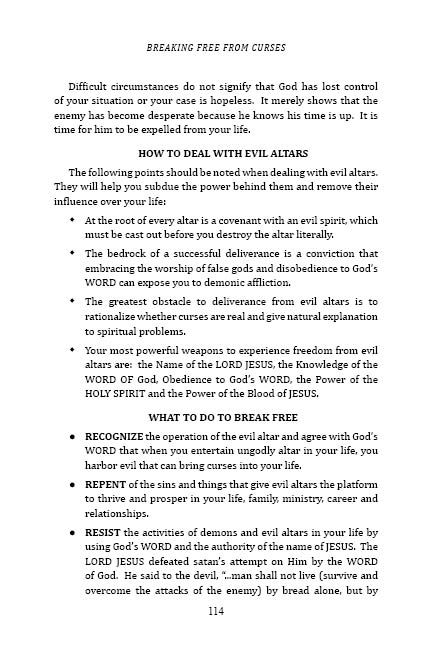 BREAKING FREE FROM CURSES
Difficult circumstances do not signify that God has lost control
of your situation or your case is hopeless. It merely shows that the
enemy has become desperate because he knows his time is up. It is
time for him to be expelled from your life.
HOW TO DEAL WITH EVIL ALTARS
The following points should be noted when dealing with evil altars.
They will help you subdue the power behind them and remove their
influence over your life:
• At the root of every altar is a covenant with an evil spirit, which
must be cast out before you destroy the altar literally.
• The bedrock of a successful deliverance is a conviction that
embracing the worship of false gods and disobedience to God's
WORD can expose you to demonic affliction.
• The greatest obstacle to deliverance from evil altars is to
rationalize whether curses are real and give natural explanation
to spiritual problems.
• Your most powerful weapons to experience freedom from evil
altars are: the Name of the LORD JESUS, the Knowledge of the
WORD OF God, Obedience to God's WORD, the Power of the
HOLY SPIRIT and the Power of the Blood of JESUS.
WHAT TO DO TO BREAK FREE
● RECOGNIZE the operation of the evil altar and agree with God's
WORD that when you entertain ungodly altar in your life, you
harbor evil that can bring curses into your life.
● REPENT of the sins and things that give evil altars the platform
to thrive and prosper in your life, family, ministry, career and
relationships.
● RESIST the activities of demons and evil altars in your life by
using God's WORD and the authority of the name of JESUS. The
LORD JESUS defeated satan's attempt on Him by the WORD
of God. He said to the devil, "...man shall not live (survive and
overcome the attacks of the enemy) by bread alone, but by
114